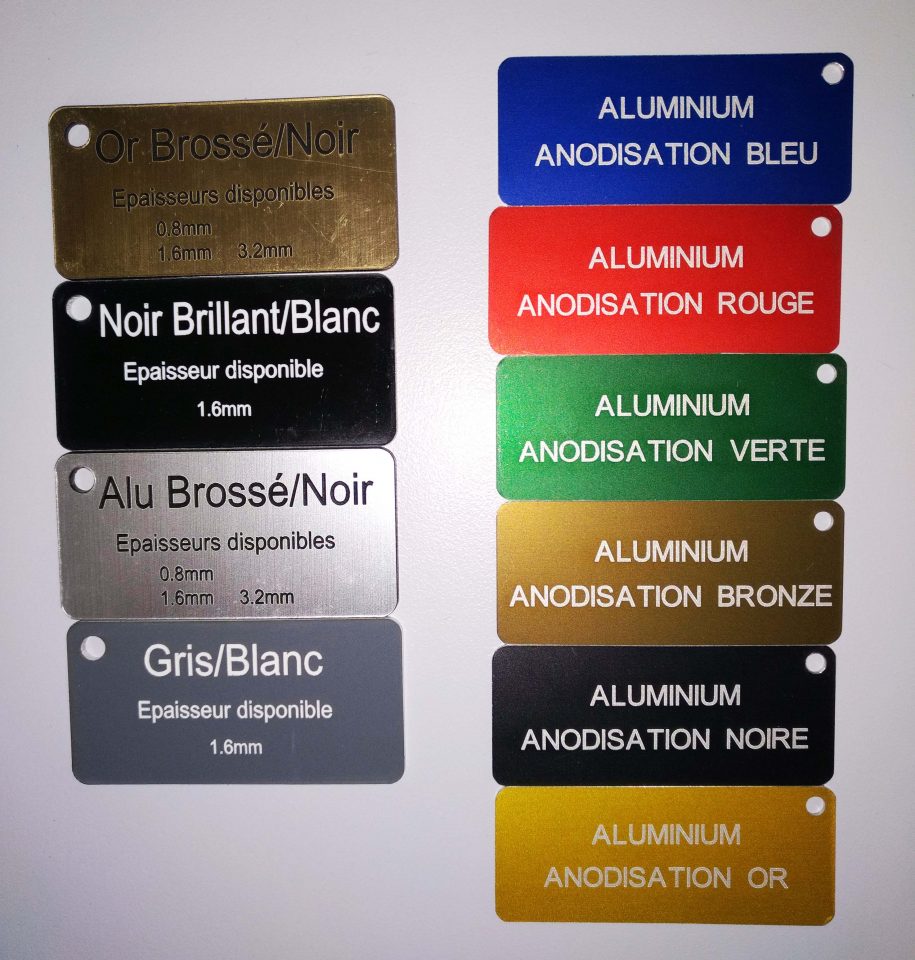 Or Brossé/Noir
Epaisseurs disponibles
0.8mm
1.6mm 3.2mm
Noir Brillant/Blanc
Epaisseur disponible
1.6mm
Alu Brossé/Noir
Epaisseurs disponibles
0.8mm
1.6mm 3.2mm
Gris/Blanc
Epaisseur disponible
1.6mm
ALUMINIUM
ANODISATION BLEU
ALUMINIUM
ANODISATION ROUGE
ALUMINIUM
ANODISATION VERTE
ALUMINIUM
ANODISATION BRONZE
ALUMINIUM
ANODISATION NOIRE
ALUMINIUM
ANODISATION OR